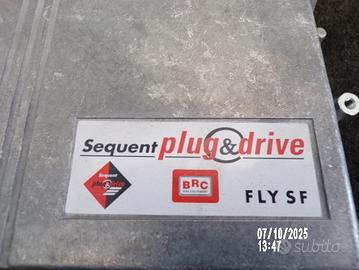 Sequent plug&drive
Sequent
plug&drive
BRC
FLY SF
07/10/2025
13:47
subito